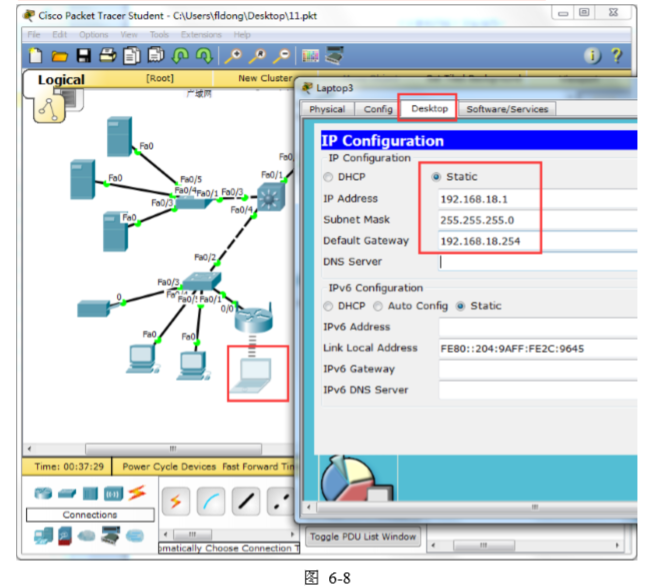 Cisco Packet Tracer Student - C:\Users\fldong\Desktop\11.pkt
File Edit Options View Tools Extensions Help
Logical
[Root]
New Cluster
Laptop3
Physical Config Desktop Software/Services
IP Configuration
IP Configuration
DHCP Static
IP Address 192.168.18.1
Subnet Mask 255.255.255.0
Default Gateway 192.168.18.254
DNS Server
IPv6 Configuration
DHCP Auto Config Static
IPv6 Address
Link Local Address FE80::204:9AFF:FE2C:9645
IPv6 Gateway
IPv6 DNS Server
广域网
Fa0
Fa0
Fa0/5
Fa0/4
Fa0/1
Fa0/3
Fa0/1
Fa0/3
Fa0
Fa0/4
Fa0/2
Fa0/3
Fa0/1
0
0/0
Fa0
Fa0
Time: 00:37:29 Power Cycle Devices Fast Forward Tim
Connections
omatically Choose Connection T
Toggle PDU List Window
图 6-8